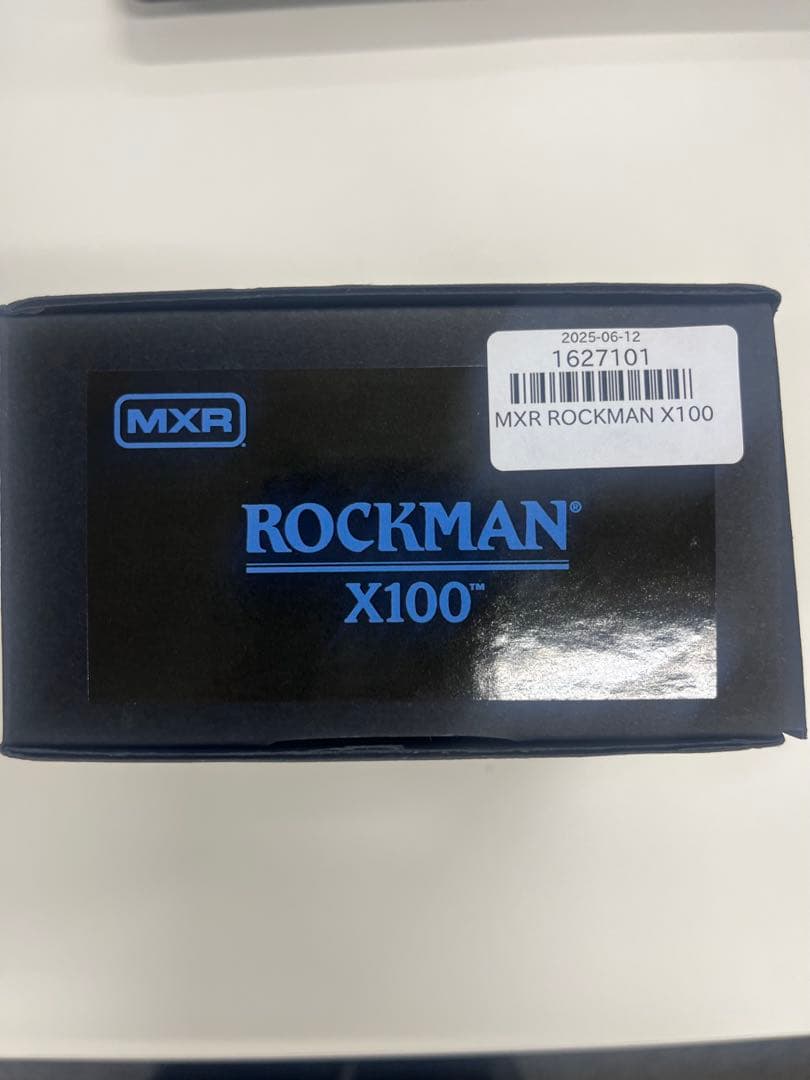 2025-06-12
1627101
MXR ROCKMAN X100
MXR
ROCKMAN®
X100™